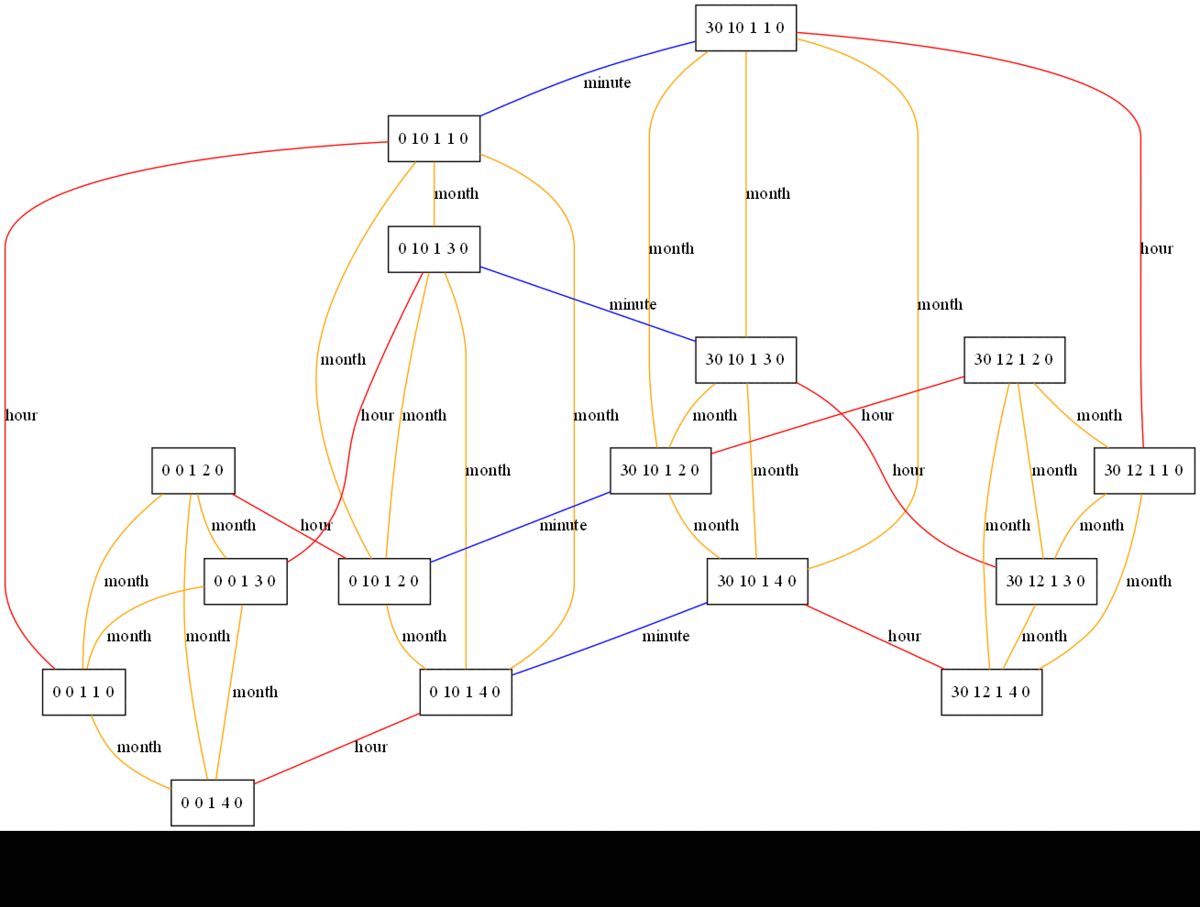 30 10 1 1 0
minute
0 10 1 1 0
month
month
0 10 1 3 0
month
hour
minute
month
month
30 10 1 3 0
30 12 1 2 0
hour
hour
month
month
month
month
hour
month
0 0 1 2 0
month
30 10 1 2 0
month
hour
month
30 12 1 1 0
month
hour
minute
month
month
month
month
0 0 1 3 0
0 10 1 2 0
30 10 1 4 0
30 12 1 3 0
month
month
month
month
month
minute
hour
month
0 0 1 1 0
month
0 10 1 4 0
30 12 1 4 0
month
hour
0 0 1 4 0